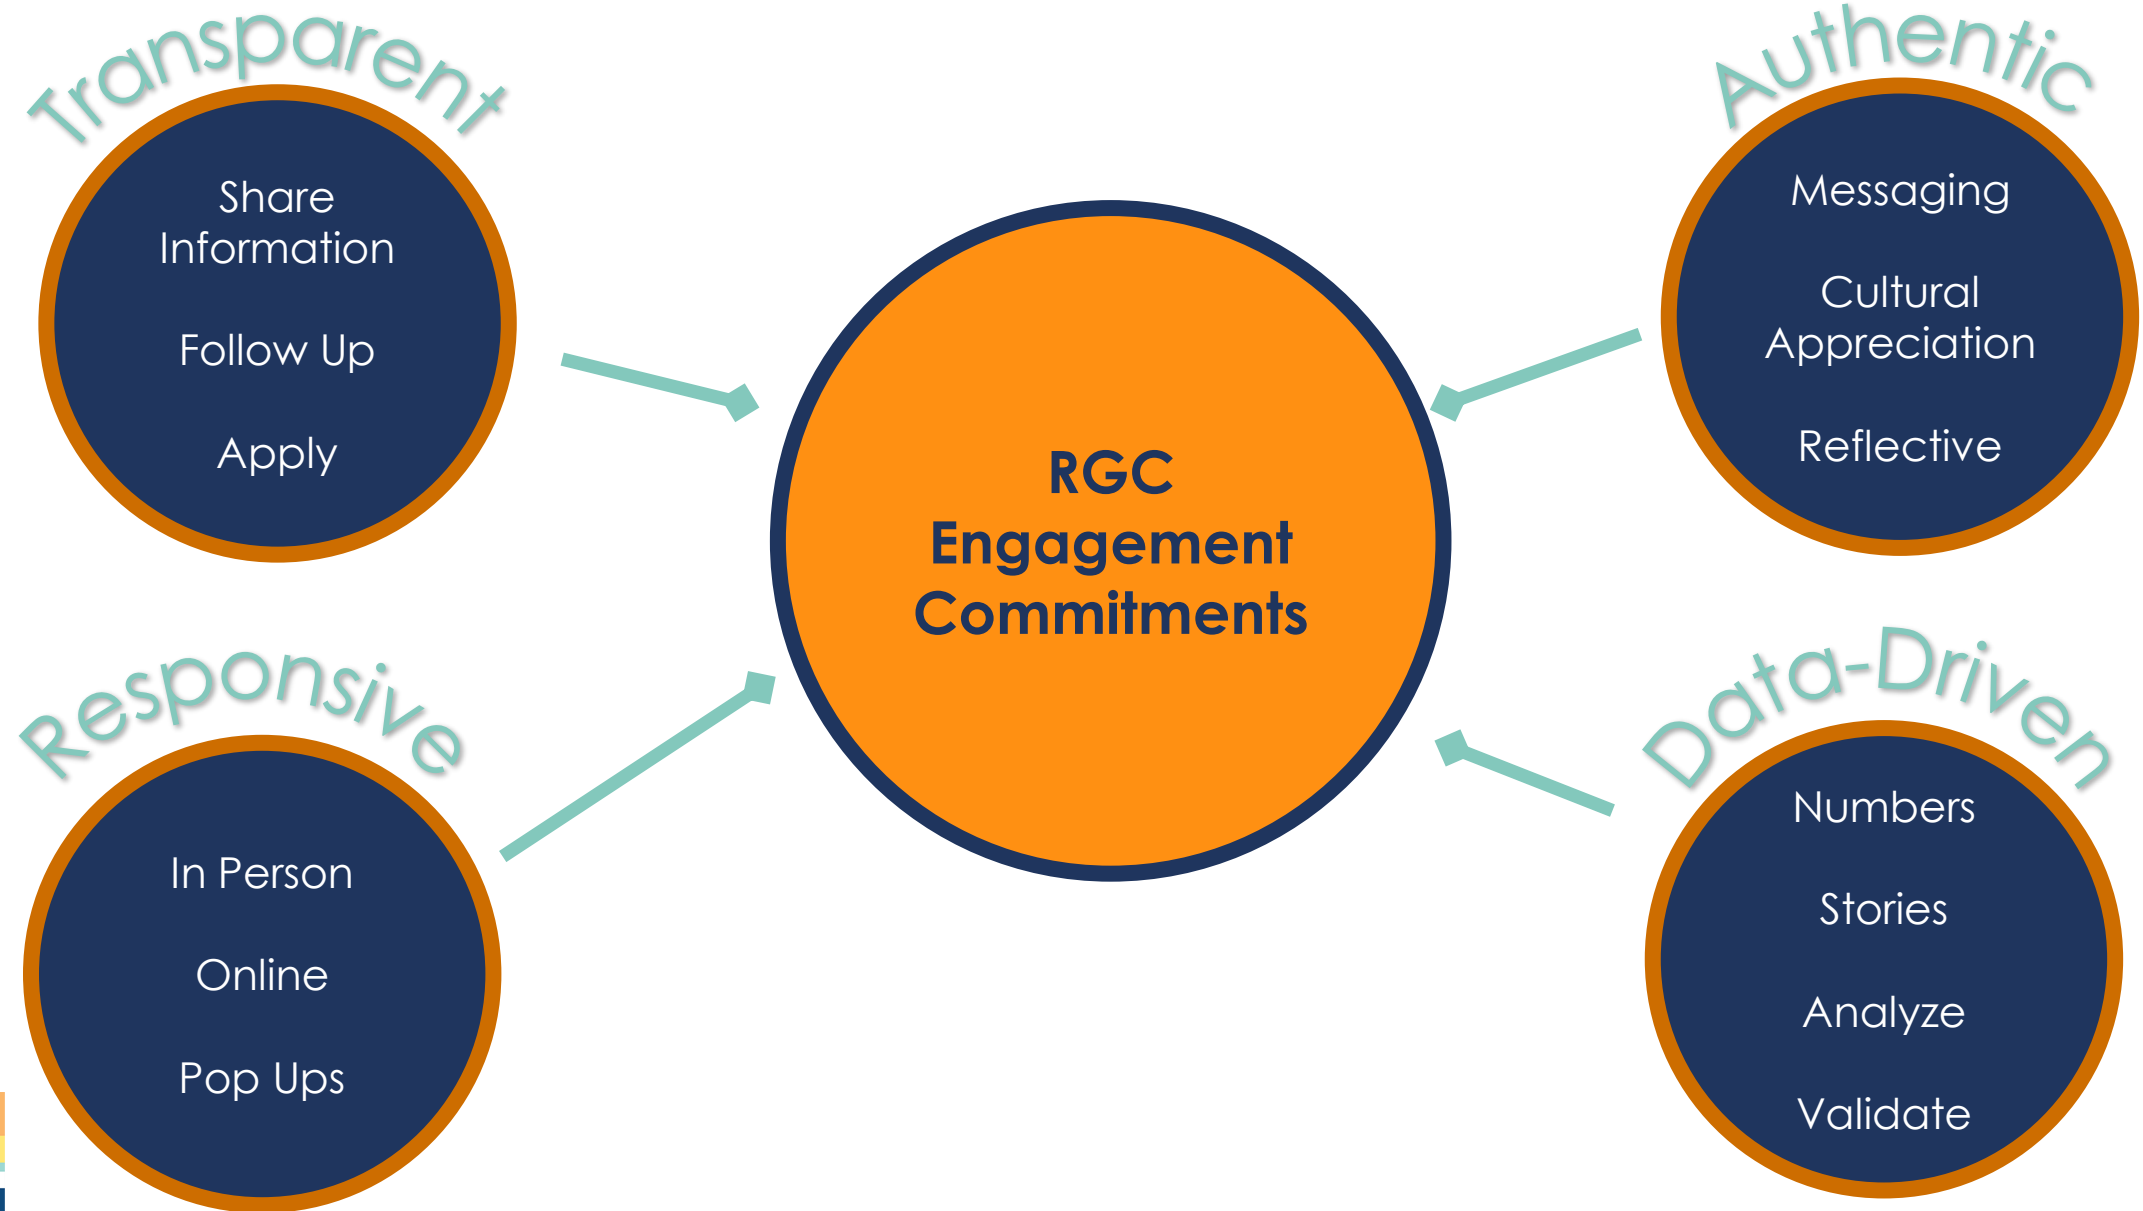 Transparent
Share
Information
Follow Up
Apply
Authentic
Messaging
Cultural
Appreciation
Reflective
RGC
Engagement
Commitments
Responsive
In Person
Online
Pop Ups
Data-Driven
Numbers
Stories
Analyze
Validate